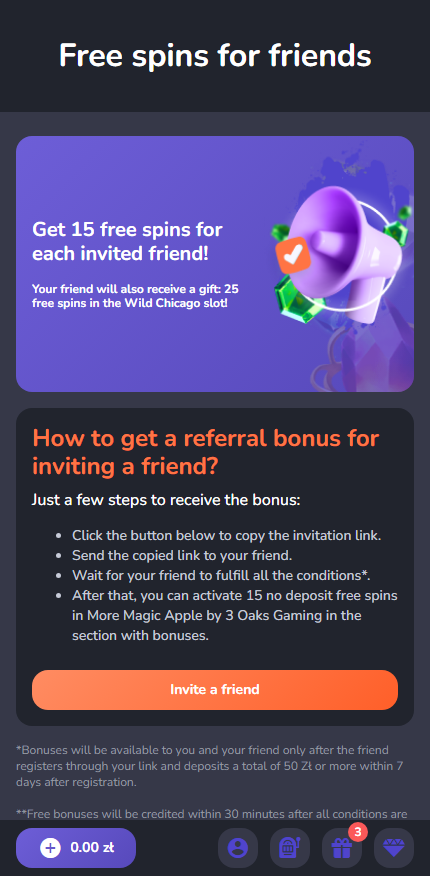 Free spins for friends
Get 15 free spins for
each invited friend!
Your friend will also receive a gift: 25
free spins in the Wild Chicago slot!
How to get a referral bonus for
inviting a friend?
Just a few steps to receive the bonus:
• Click the button below to copy the invitation link.
• Send the copied link to your friend.
• Wait for your friend to fulfill all the conditions*.
• After that, you can activate 15 no deposit free spins
in More Magic Apple by 3 Oaks Gaming in the
section with bonuses.
Invite a friend
*Bonuses will be available to you and your friend only after the friend
registers through your link and deposits a total of 50 Zł or more within 7
days after registration.
**Free bonuses will be credited within 30 minutes after all conditions are
0.00 zł
3